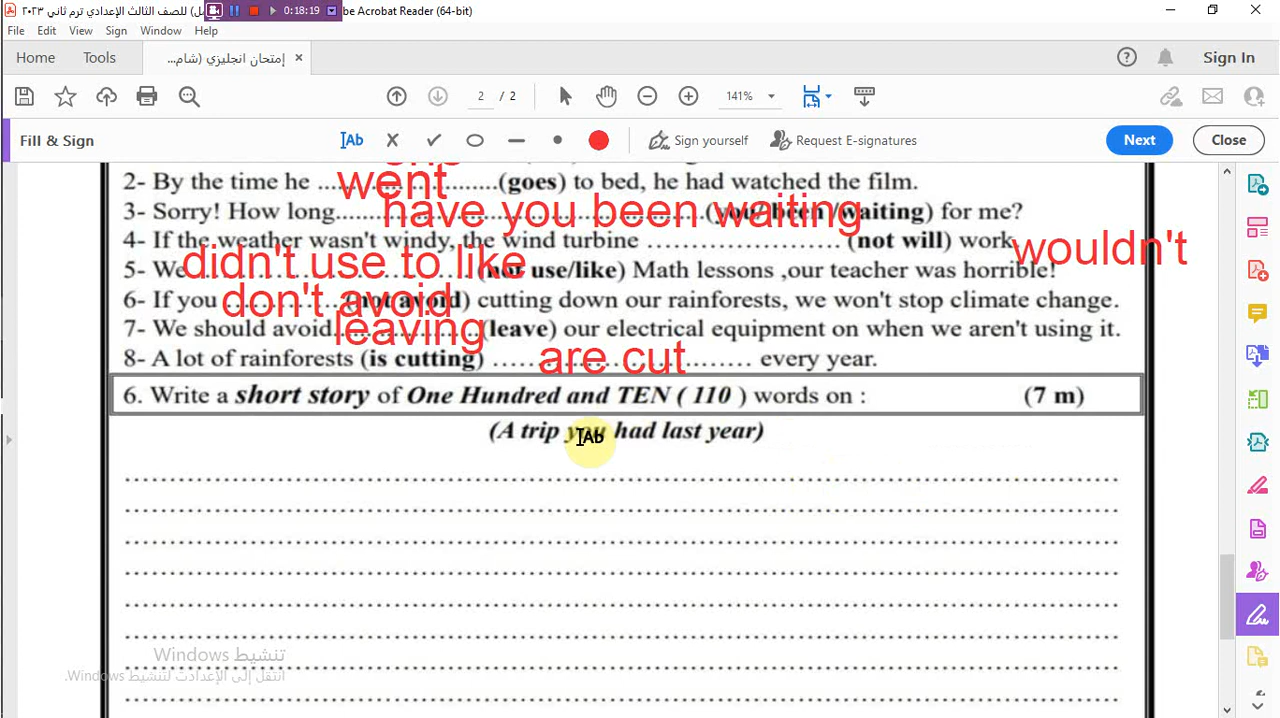 للصف الثالث الإعدادي ترم ثاني ٢٠٢٣ (ل 0:18:19 be Acrobat Reader (64-bit)
File Edit View Sign Window Help
Home Tools إمتحان انجليزي (شام... × Sign In
2 / 2 141%
Fill & Sign Ab Sign yourself Request E-signatures Next Close
went
2- By the time he ............................(goes) to bed, he had watched the film.
have you been waiting
3- Sorry! How long............................(you/ been /waiting) for me?
4- If the weather wasn't windy, the wind turbine ............................ (not will) work
wouldn't
didn't use to like
5- We............................(not use/like) Math lessons ,our teacher was horrible!
don't avoid
6- If you ..................(not avoid) cutting down our rainforests, we won't stop climate change.
leaving
7- We should avoid......................(leave) our electrical equipment on when we aren't using it.
are cut
8- A lot of rainforests (is cutting) ...................................... every year.
6. Write a short story of One Hundred and TEN ( 110 ) words on : (7 m)
(A trip you had last year)
Ab
تنشيط Windows
انتقل إلى الإعدادت لتنشيط Windows.